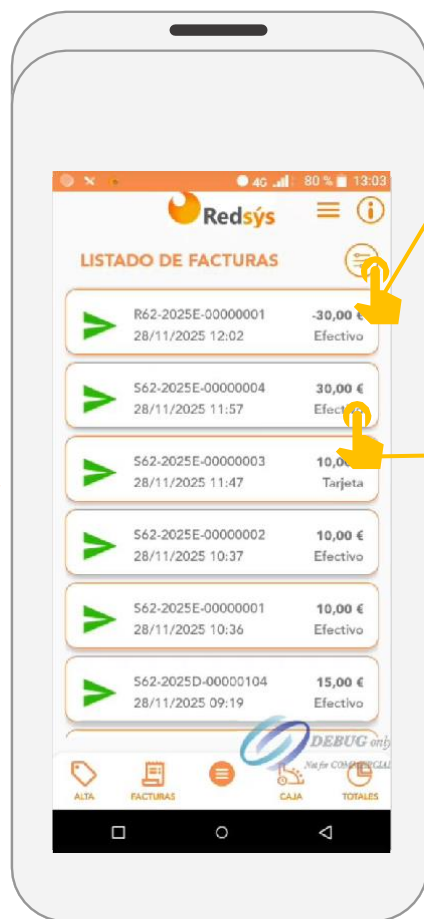 4G 80 % 13:03
Redsýs
LISTADO DE FACTURAS
R62-2025E-00000001 -30,00 €
28/11/2025 12:02 Efectivo
S62-2025E-00000004 30,00 €
28/11/2025 11:57
S62-2025E-00000003
28/11/2025 11:47 Tarjeta
S62-2025E-00000002 10,00 €
28/11/2025 10:37 Efectivo
S62-2025E-00000001 10,00 €
28/11/2025 10:36 Efectivo
S62-2025D-00000104 15,00 €
28/11/2025 09:19 Efectivo
DEBUG only
Not for COMMERCIAL
ALTA FACTURAS CAJA TOTALES